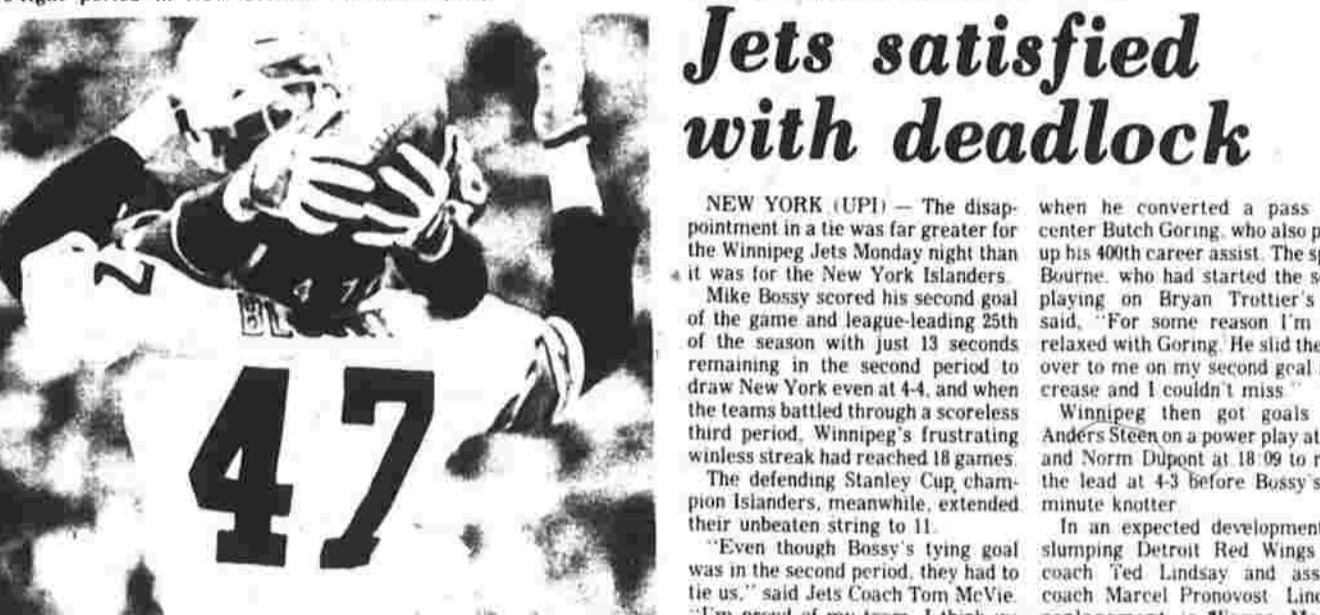 Jets satisfied
with deadlock
NEW YORK (UPI) — The disap-
pointment in a tie was far greater for
the Winnipeg Jets Monday night than
it was for the New York Islanders.
Mike Bossy scored his second goal
of the game and league-leading 25th
of the season with just 13 seconds
remaining in the second period to
draw New York even at 4-4, and when
the teams battled through a scoreless
third period, Winnipeg's frustrating
winless streak had reached 18 games.
The defending Stanley Cup cham-
pion Islanders, meanwhile, extended
their unbeaten string to 11.
"Even though Bossy's tying goal
was in the second period, they had to
tie us," said Jets Coach Tom McVie.
when he converted a pass
center Butch Goring, who also
up his 400th career assist. The
Bourne, who had started the
playing on Bryan Trottier's
said, "For some reason I'm
relaxed with Goring. He slid the
over to me on my second goal
crease and I couldn't miss."
Winnipeg then got goals
Anders Steen on a power play at
and Norm Dupont at 18:09 to
the lead at 4-3 before Bossy's
minute knotter.
In an expected development
slumping Detroit Red Wings
coach Ted Lindsay and
coach Marcel Pronovost
47